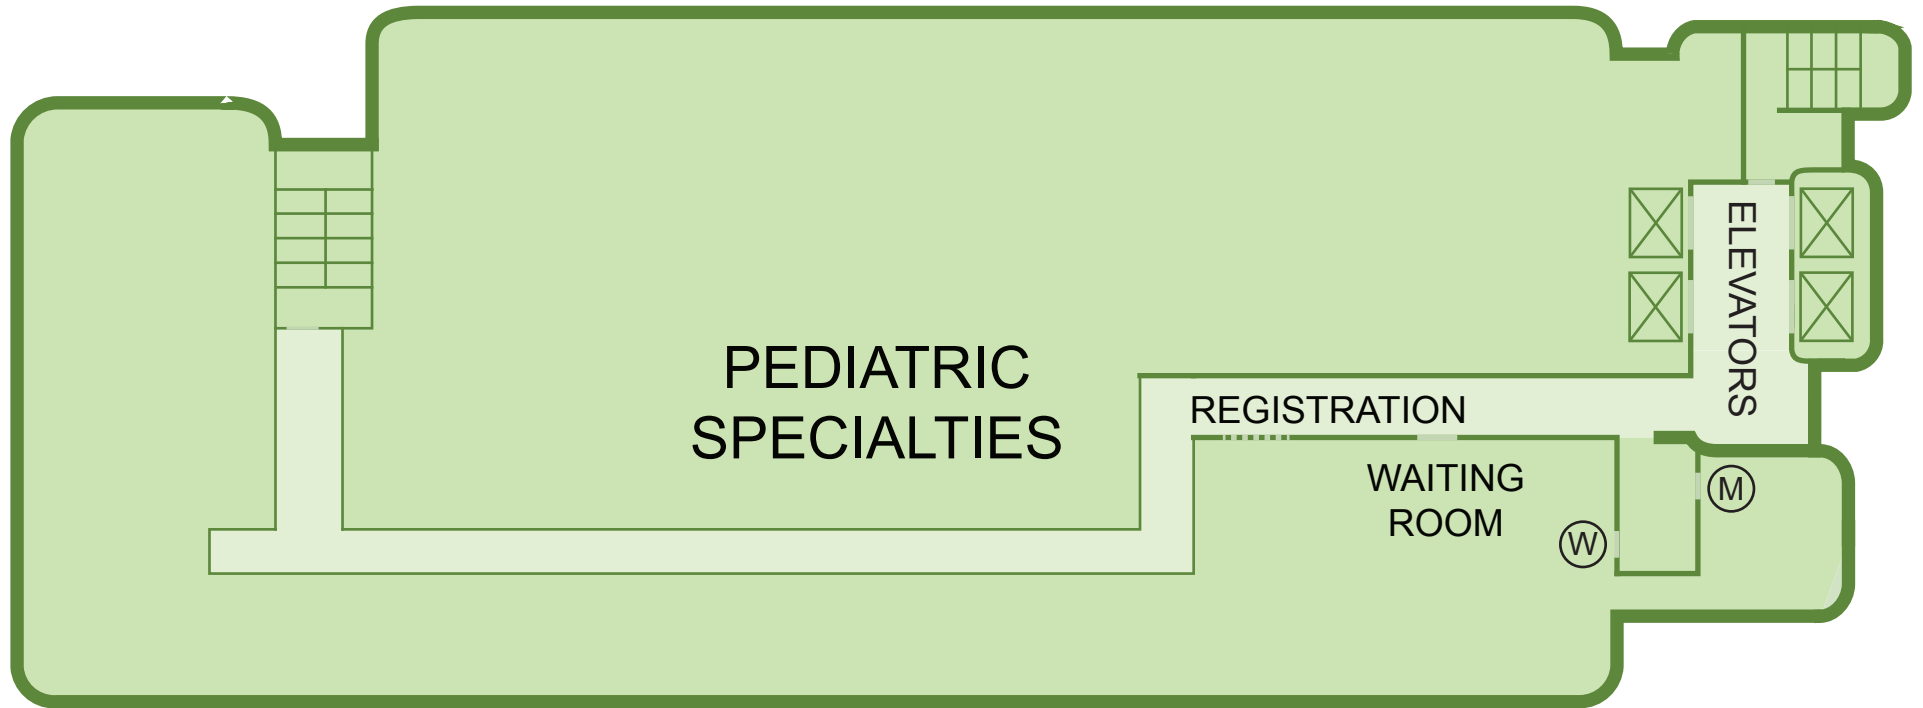 PEDIATRIC
SPECIALTIES
REGISTRATION
ELEVATORS
WAITING
ROOM
M
W